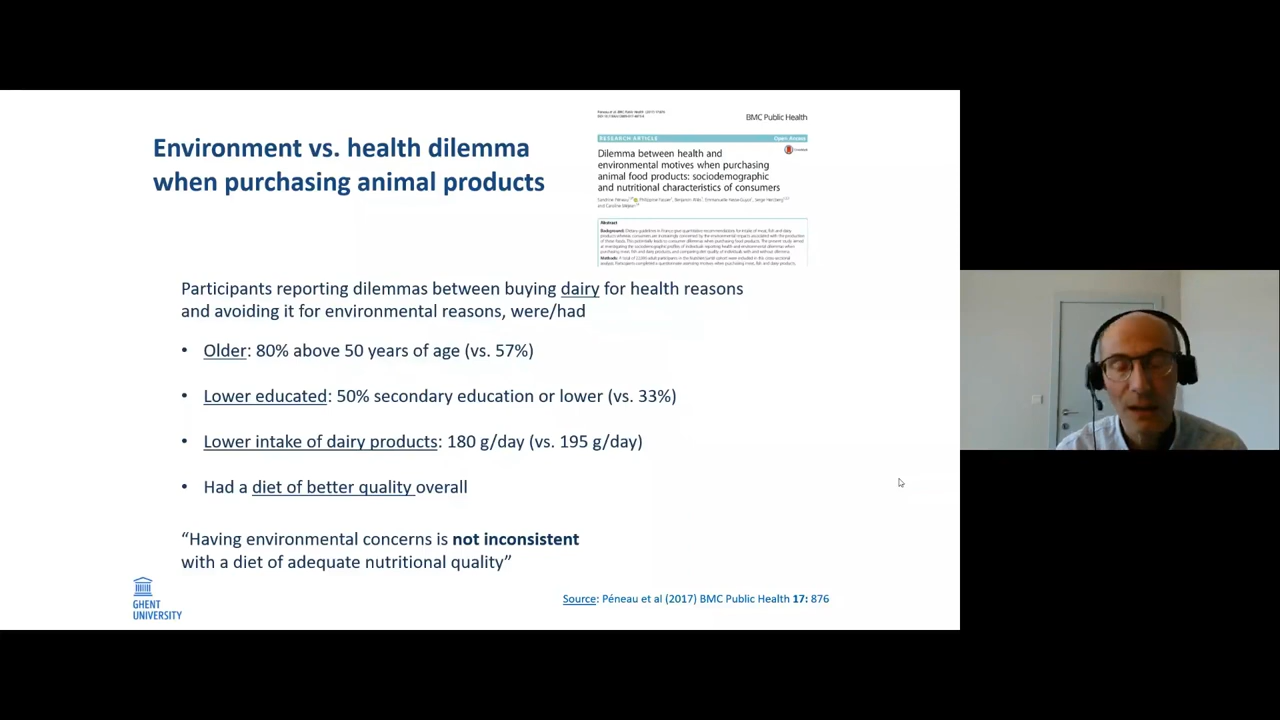 Environment vs. health dilemma
when purchasing animal products
BMC Public Health
RESEARCH ARTICLE
Open Access
Dilemma between health and
environmental motives when purchasing
animal food products: sociodemographic
and nutritional characteristics of consumers
Abstract
Participants reporting dilemmas between buying dairy for health reasons
and avoiding it for environmental reasons, were/had
• Older: 80% above 50 years of age (vs. 57%)
• Lower educated: 50% secondary education or lower (vs. 33%)
• Lower intake of dairy products: 180 g/day (vs. 195 g/day)
• Had a diet of better quality overall
“Having environmental concerns is not inconsistent
with a diet of adequate nutritional quality”
GHENT
UNIVERSITY
Source: Péneau et al (2017) BMC Public Health 17: 876